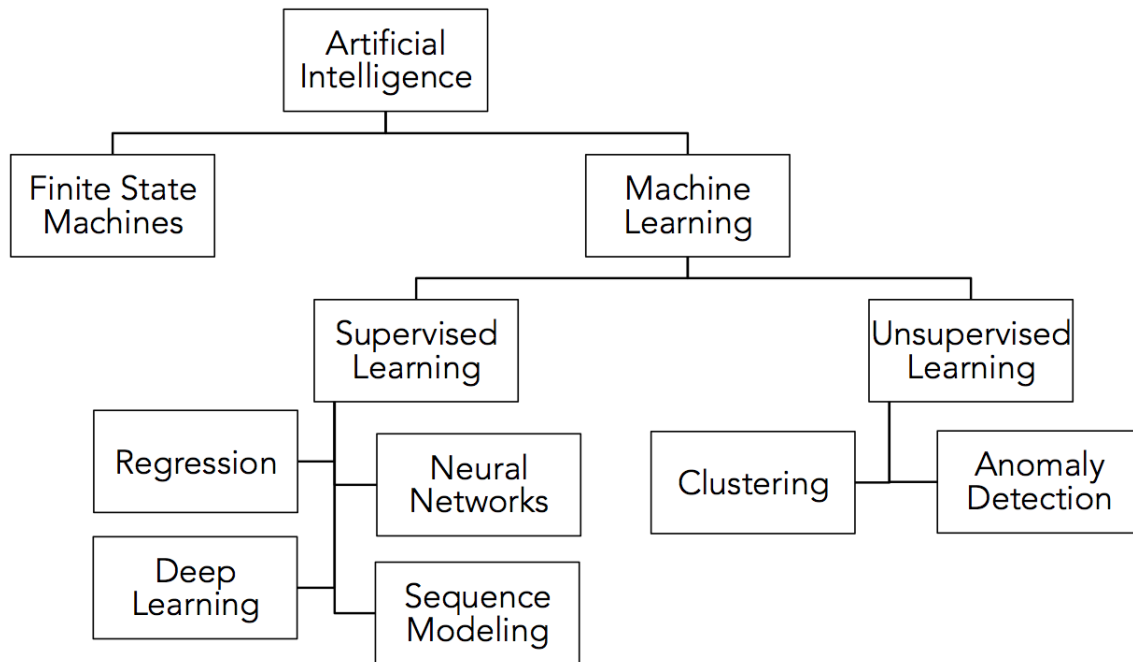 Artificial
Intelligence
Finite State
Machines
Machine
Learning
Supervised
Learning
Unsupervised
Learning
Regression
Neural
Networks
Clustering
Anomaly
Detection
Deep
Learning
Sequence
Modeling